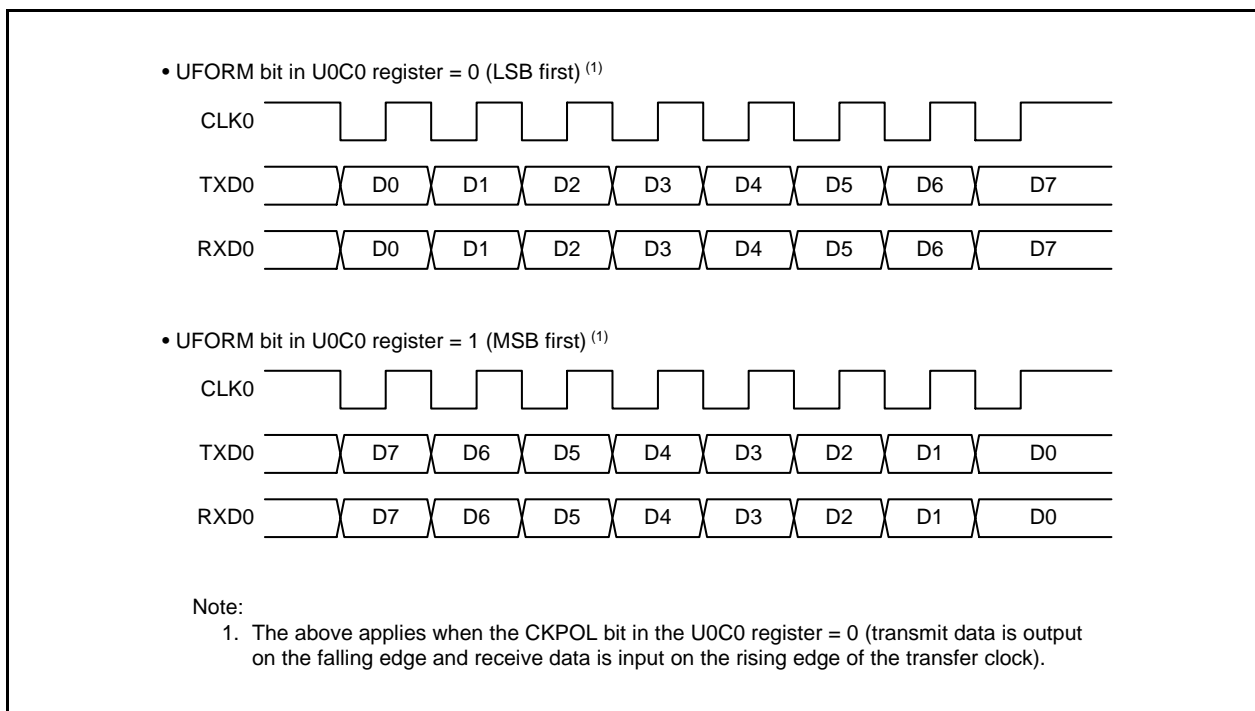 • UFORM bit in U0C0 register = 0 (LSB first) (1)
CLK0
TXD0 D0 D1 D2 D3 D4 D5 D6 D7
RXD0 D0 D1 D2 D3 D4 D5 D6 D7
• UFORM bit in U0C0 register = 1 (MSB first) (1)
CLK0
TXD0 D7 D6 D5 D4 D3 D2 D1 D0
RXD0 D7 D6 D5 D4 D3 D2 D1 D0
Note:
1. The above applies when the CKPOL bit in the U0C0 register = 0 (transmit data is output
on the falling edge and receive data is input on the rising edge of the transfer clock).